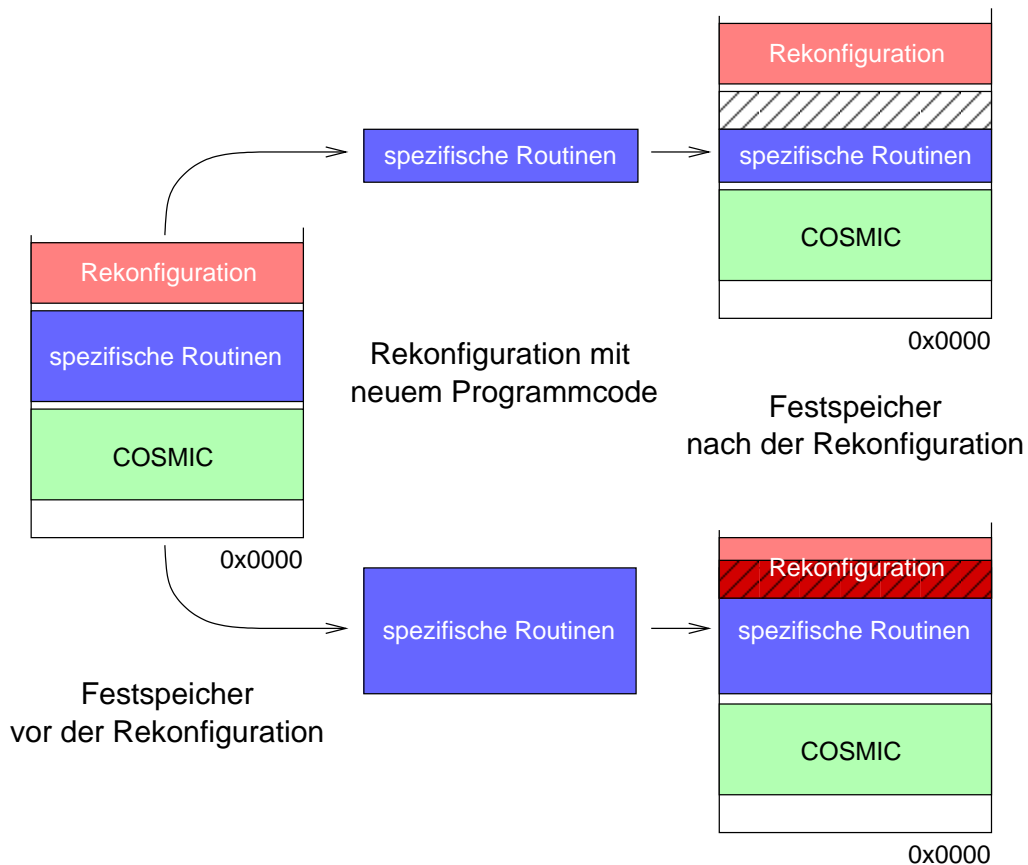 Rekonfiguration
spezifische Routinen
spezifische Routinen
COSMIC
0x0000
Rekonfiguration
spezifische Routinen
COSMIC
0x0000
Rekonfiguration mit
neuem Programmcode
Festspeicher
nach der Rekonfiguration
Rekonfiguration
spezifische Routinen
spezifische Routinen
COSMIC
0x0000
Festspeicher
vor der Rekonfiguration